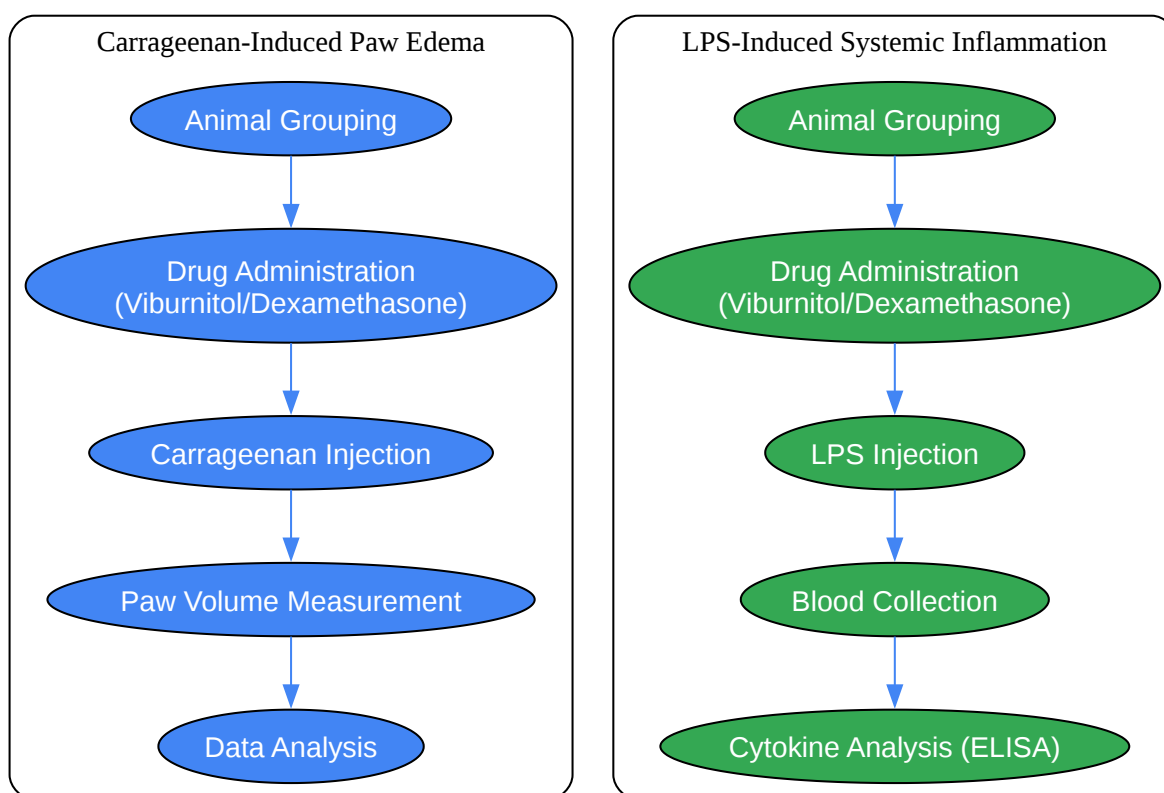 Carrageenan-Induced Paw Edema
Animal Grouping
Drug Administration
(Viburnitol/Dexamethasone)
Carrageenan Injection
Paw Volume Measurement
Data Analysis
LPS-Induced Systemic Inflammation
Animal Grouping
Drug Administration
(Viburnitol/Dexamethasone)
LPS Injection
Blood Collection
Cytokine Analysis (ELISA)